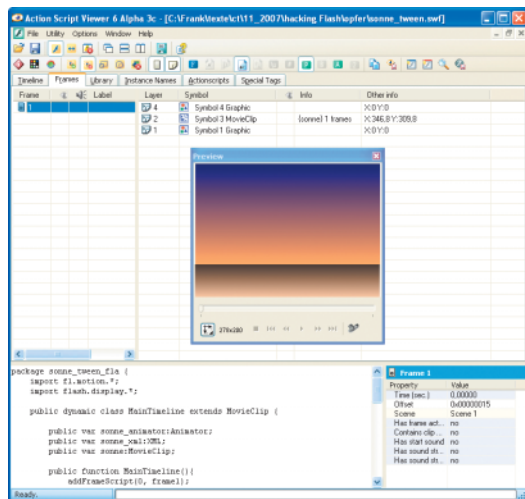 Action Script Viewer 6 Alpha 3c - [C:\Frank\texte\ct\11_2007\hacking Flash\opfer\sonne_tween.swf]
File Utility Options Window Help
Timeline Frames Library Instance Names Actionscripts Special Tags
Frame Label Layer Symbol Info Other info
1 4 Symbol 4 Graphic X:0 Y:0
2 Symbol 3 MovieClip (sonne) 1 frames X:346,8 Y:309,8
1 Symbol 1 Graphic X:0 Y:0
Preview
378x280
package sonne_tween_fla {
import fl.motion.*;
import flash.display.*;
public dynamic class MainTimeline extends MovieClip {
public var sonne_animator:Animator;
public var sonne_xml:XML;
public var sonne:MovieClip;
public function MainTimeline(){
addFrameScript(0, frame1);
Frame 1
Property Value
Time (sec.) 0,00000
Offset 0x00000015
Scene Scene 1
Has frame act... no
Contains clip ... no
Has start sound no
Has sound str... no
Has sound str... no
Ready.